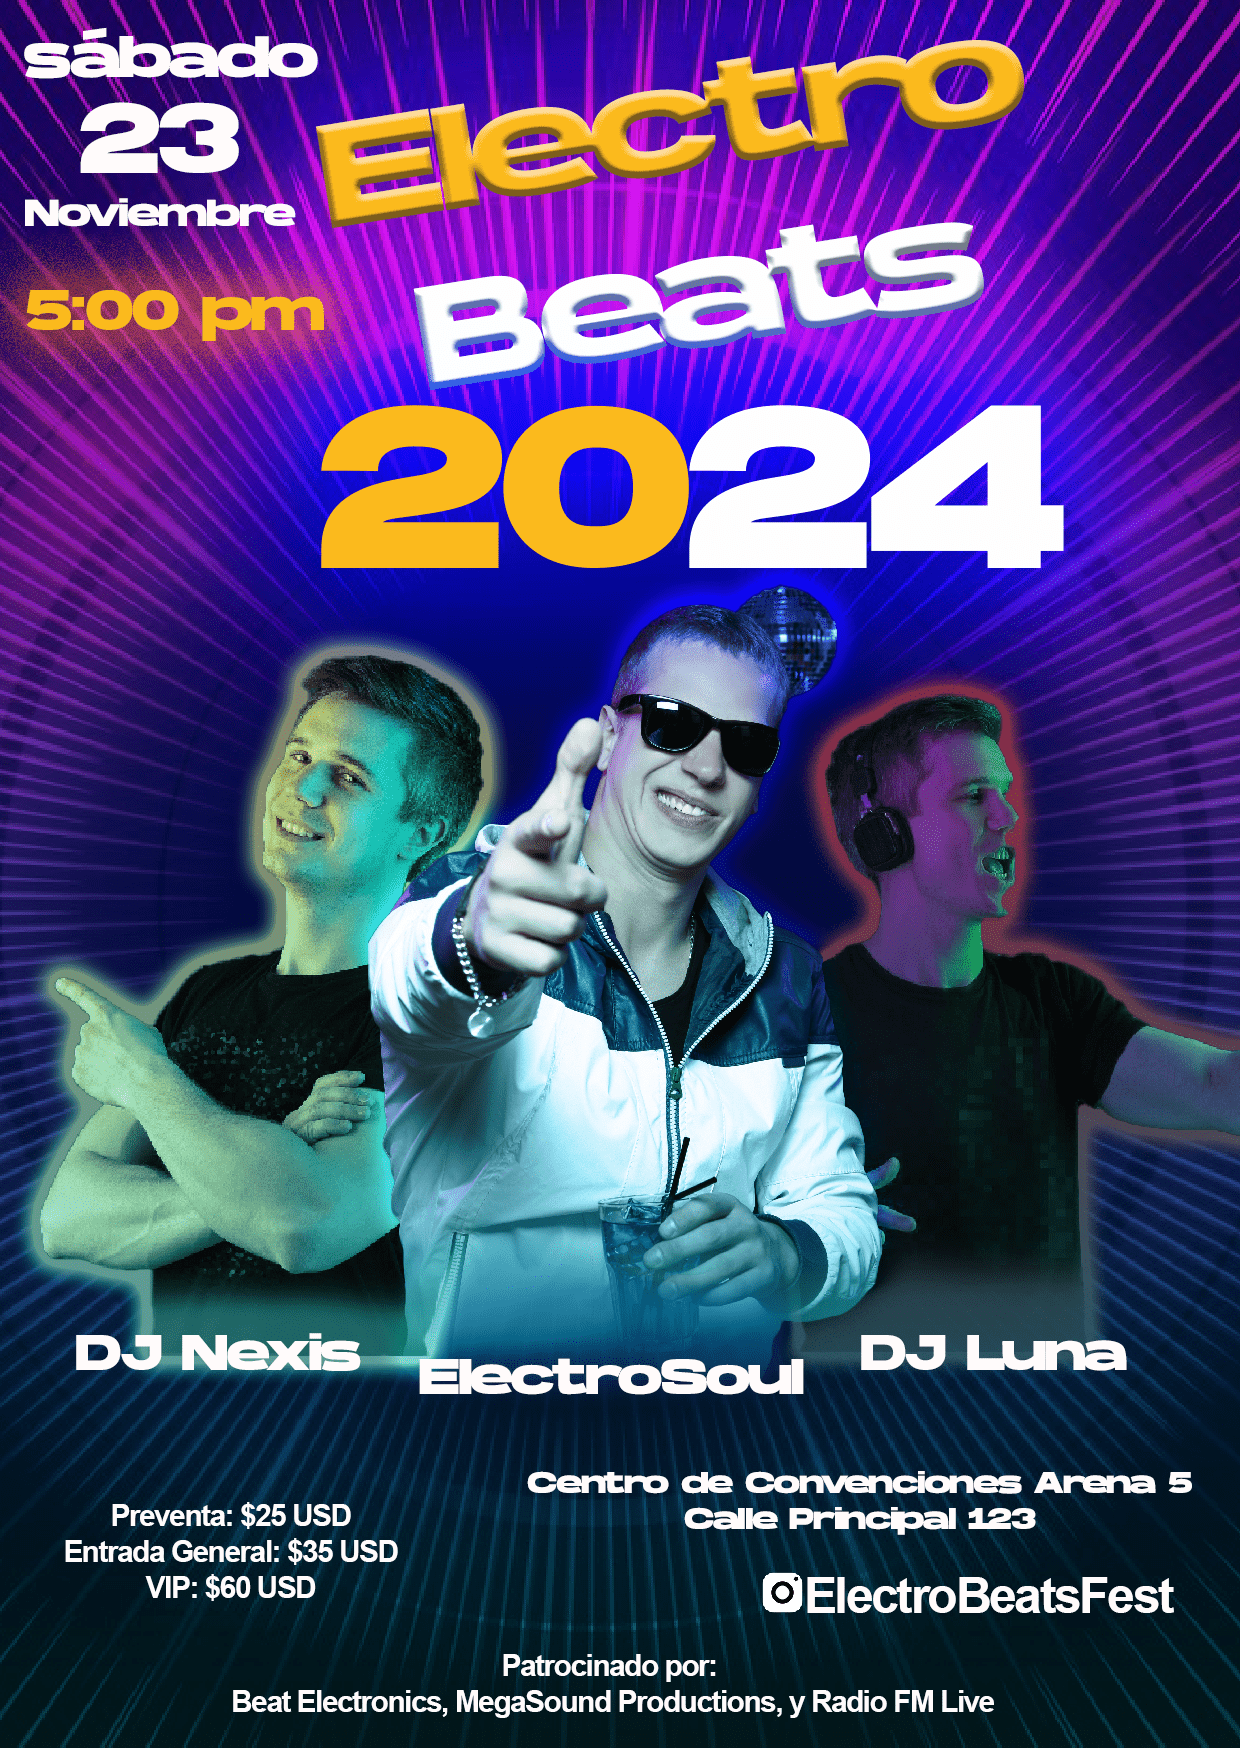 sábado
23
Noviembre
5:00 pm
Electro
Beats
2024
DJ Nexis
ElectroSoul
DJ Luna
Centro de Convenciones Arena 5
Calle Principal 123
Preventa: $25 USD
Entrada General: $35 USD
VIP: $60 USD
ElectroBeatsFest
Patrocinado por:
Beat Electronics, MegaSound Productions, y Radio FM Live